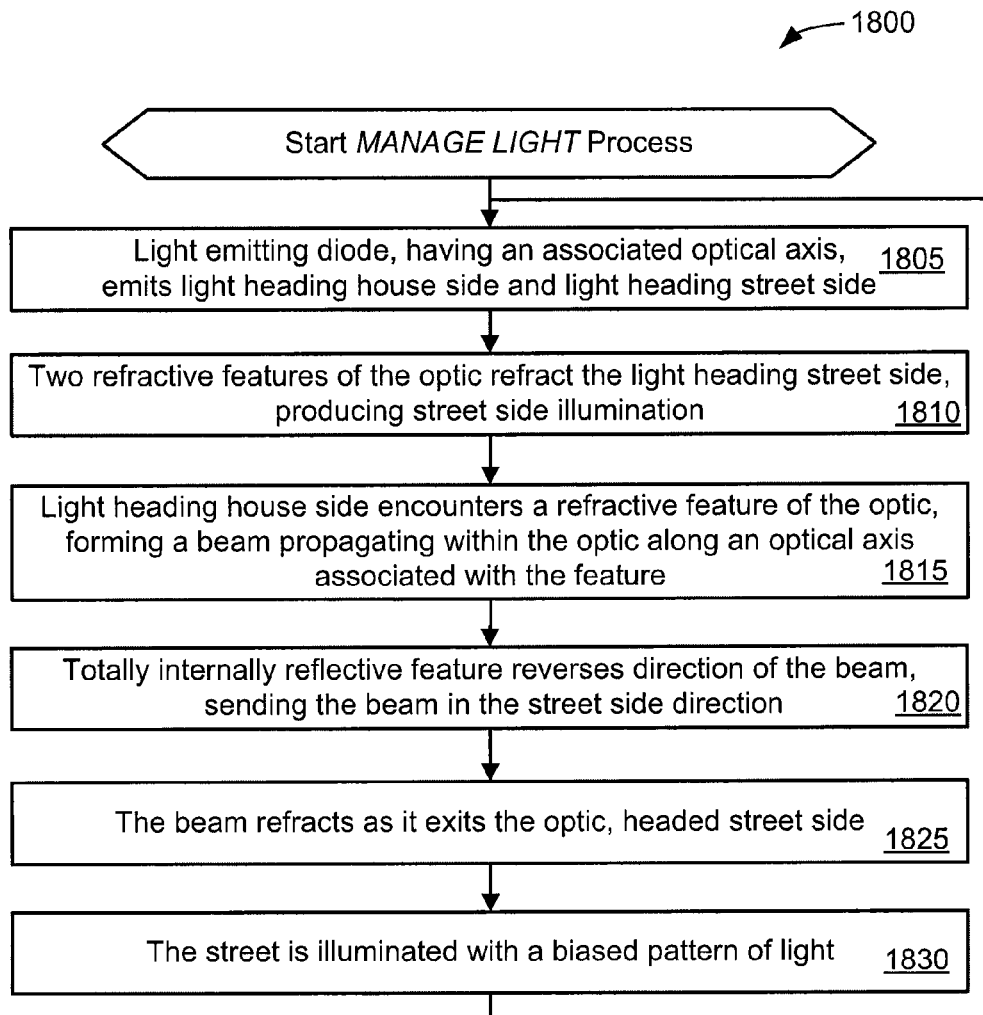 1800
Start MANAGE LIGHT Process
Light emitting diode, having an associated optical axis,
emits light heading house side and light heading street side
1805
Two refractive features of the optic refract the light heading street side,
producing street side illumination
1810
Light heading house side encounters a refractive feature of the optic,
forming a beam propagating within the optic along an optical axis
associated with the feature
1815
Totally internally reflective feature reverses direction of the beam,
sending the beam in the street side direction
1820
The beam refracts as it exits the optic, headed street side
1825
The street is illuminated with a biased pattern of light
1830